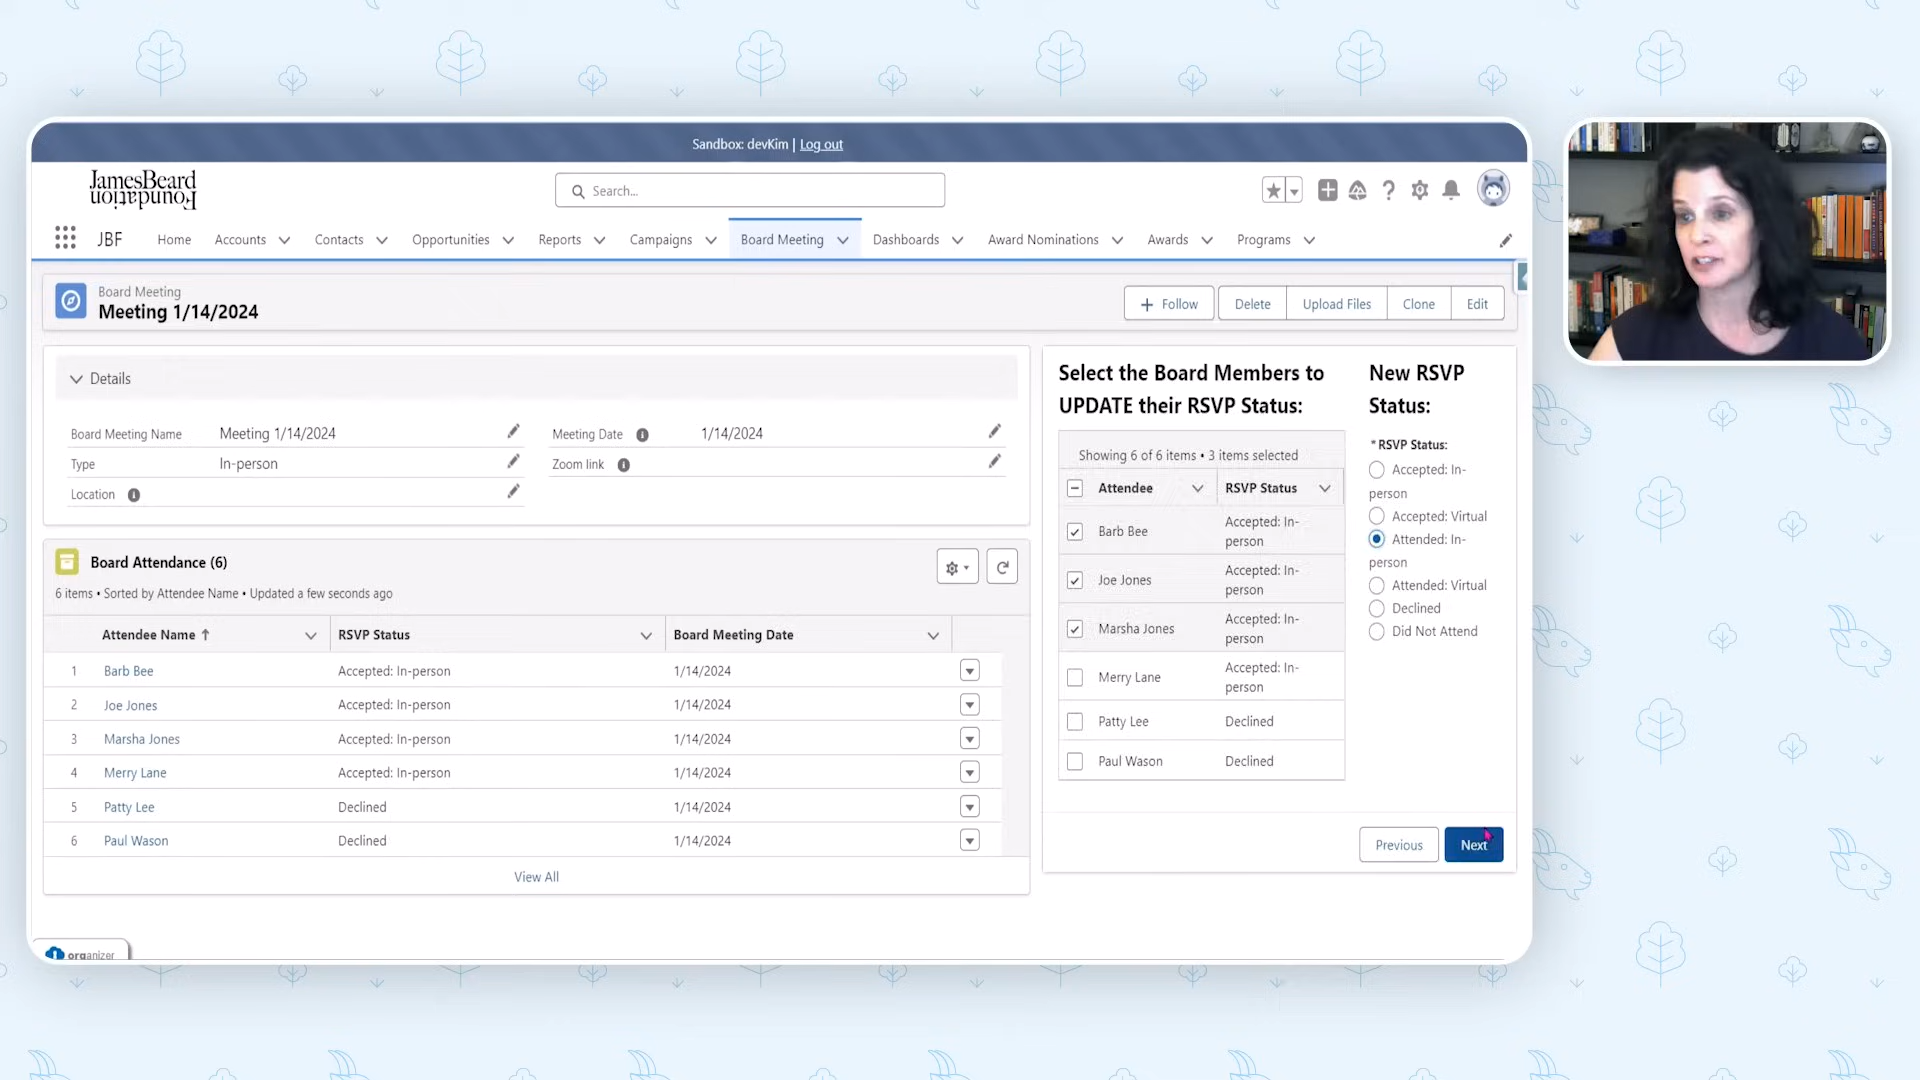 Sandbox: devKim | Log out
JamesBeard
Foundation
Search...
JBF
Home
Accounts
Contacts
Opportunities
Reports
Campaigns
Board Meeting
Dashboards
Award Nominations
Awards
Programs
Board Meeting
Meeting 1/14/2024
Follow
Delete
Upload Files
Clone
Edit
Details
Board Meeting Name Meeting 1/14/2024
Meeting Date 1/14/2024
Type In-person
Zoom link
Location
Board Attendance (6)
6 items • Sorted by Attendee Name • Updated a few seconds ago
Attendee Name ↑ RSVP Status Board Meeting Date
1 Barb Bee Accepted: In-person 1/14/2024
2 Joe Jones Accepted: In-person 1/14/2024
3 Marsha Jones Accepted: In-person 1/14/2024
4 Merry Lane Accepted: In-person 1/14/2024
5 Patty Lee Declined 1/14/2024
6 Paul Wason Declined 1/14/2024
View All
Select the Board Members to
UPDATE their RSVP Status:
Showing 6 of 6 items • 3 items selected
Attendee RSVP Status
Barb Bee Accepted: In-
person
Joe Jones Accepted: In-
person
Marsha Jones Accepted: In-
person
Merry Lane Accepted: In-
person
Patty Lee Declined
Paul Wason Declined
New RSVP
Status:
*RSVP Status:
Accepted: In-
person
Accepted: Virtual
Attended: In-
person
Attended: Virtual
Declined
Did Not Attend
Previous
Next
organizer